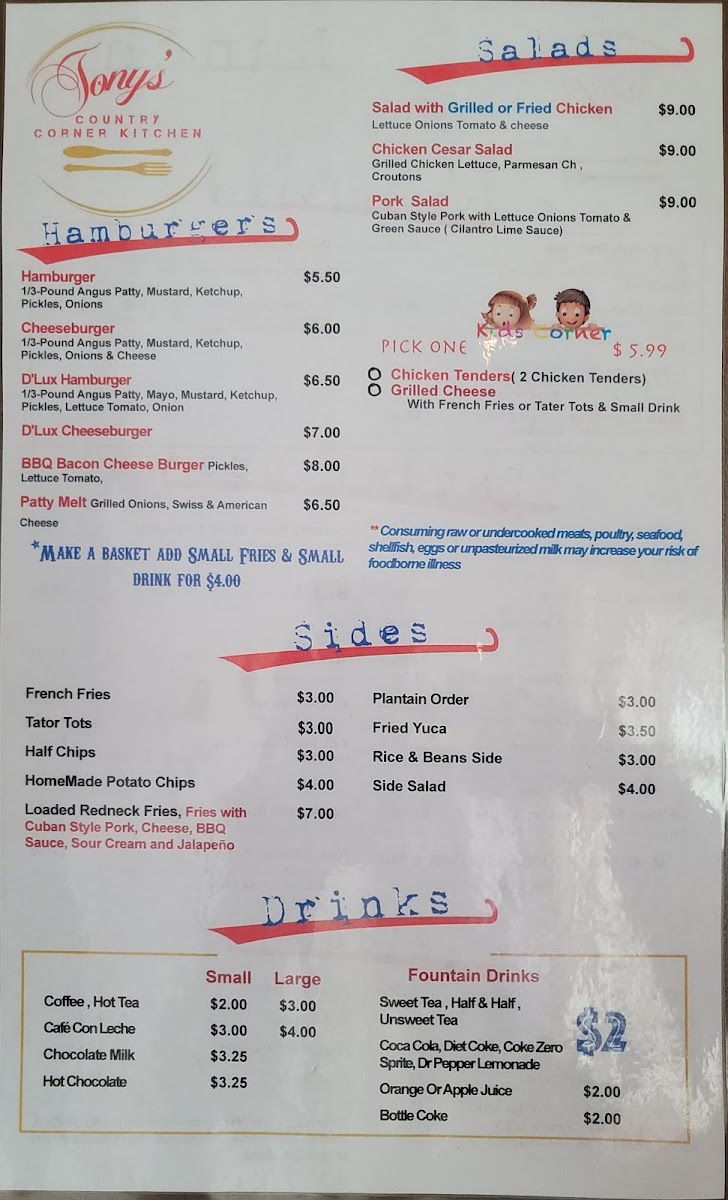 Tonys'
COUNTRY
CORNER KITCHEN
Hamburgers
Hamburger $5.50
1/3-Pound Angus Patty, Mustard, Ketchup,
Pickles, Onions
Cheeseburger $6.00
1/3-Pound Angus Patty, Mustard, Ketchup,
Pickles, Onions & Cheese
D'Lux Hamburger $6.50
1/3-Pound Angus Patty, Mayo, Mustard, Ketchup,
Pickles, Lettuce Tomato, Onion
D'Lux Cheeseburger $7.00
BBQ Bacon Cheese Burger Pickles, $8.00
Lettuce Tomato,
Patty Melt Grilled Onions, Swiss & American $6.50
Cheese
*MAKE A BASKET ADD SMALL FRIES & SMALL
DRINK FOR $4.00
Salads
Salad with Grilled or Fried Chicken $9.00
Lettuce Onions Tomato & cheese
Chicken Cesar Salad $9.00
Grilled Chicken Lettuce, Parmesan Ch ,
Croutons
Pork Salad $9.00
Cuban Style Pork with Lettuce Onions Tomato &
Green Sauce ( Cilantro Lime Sauce)
Kids Corner
PICK ONE $ 5.99
Chicken Tenders( 2 Chicken Tenders)
Grilled Cheese
With French Fries or Tater Tots & Small Drink
** Consuming raw or undercooked meats, poultry, seafood,
shellfish, eggs or unpasteurized milk may increase your risk of
foodborne illness
Sides
French Fries $3.00
Tator Tots $3.00
Half Chips $3.00
HomeMade Potato Chips $4.00
Loaded Redneck Fries, Fries with $7.00
Cuban Style Pork, Cheese, BBQ
Sauce, Sour Cream and Jalapeño
Plantain Order $3.00
Fried Yuca $3.50
Rice & Beans Side $3.00
Side Salad $4.00
Drinks
Small Large
Coffee , Hot Tea $2.00 $3.00
Café Con Leche $3.00 $4.00
Chocolate Milk $3.25
Hot Chocolate $3.25
Fountain Drinks
Sweet Tea , Half & Half ,
Unsweet Tea
$2
Coca Cola, Diet Coke, Coke Zero
Sprite, Dr Pepper Lemonade
Orange Or Apple Juice $2.00
Bottle Coke $2.00